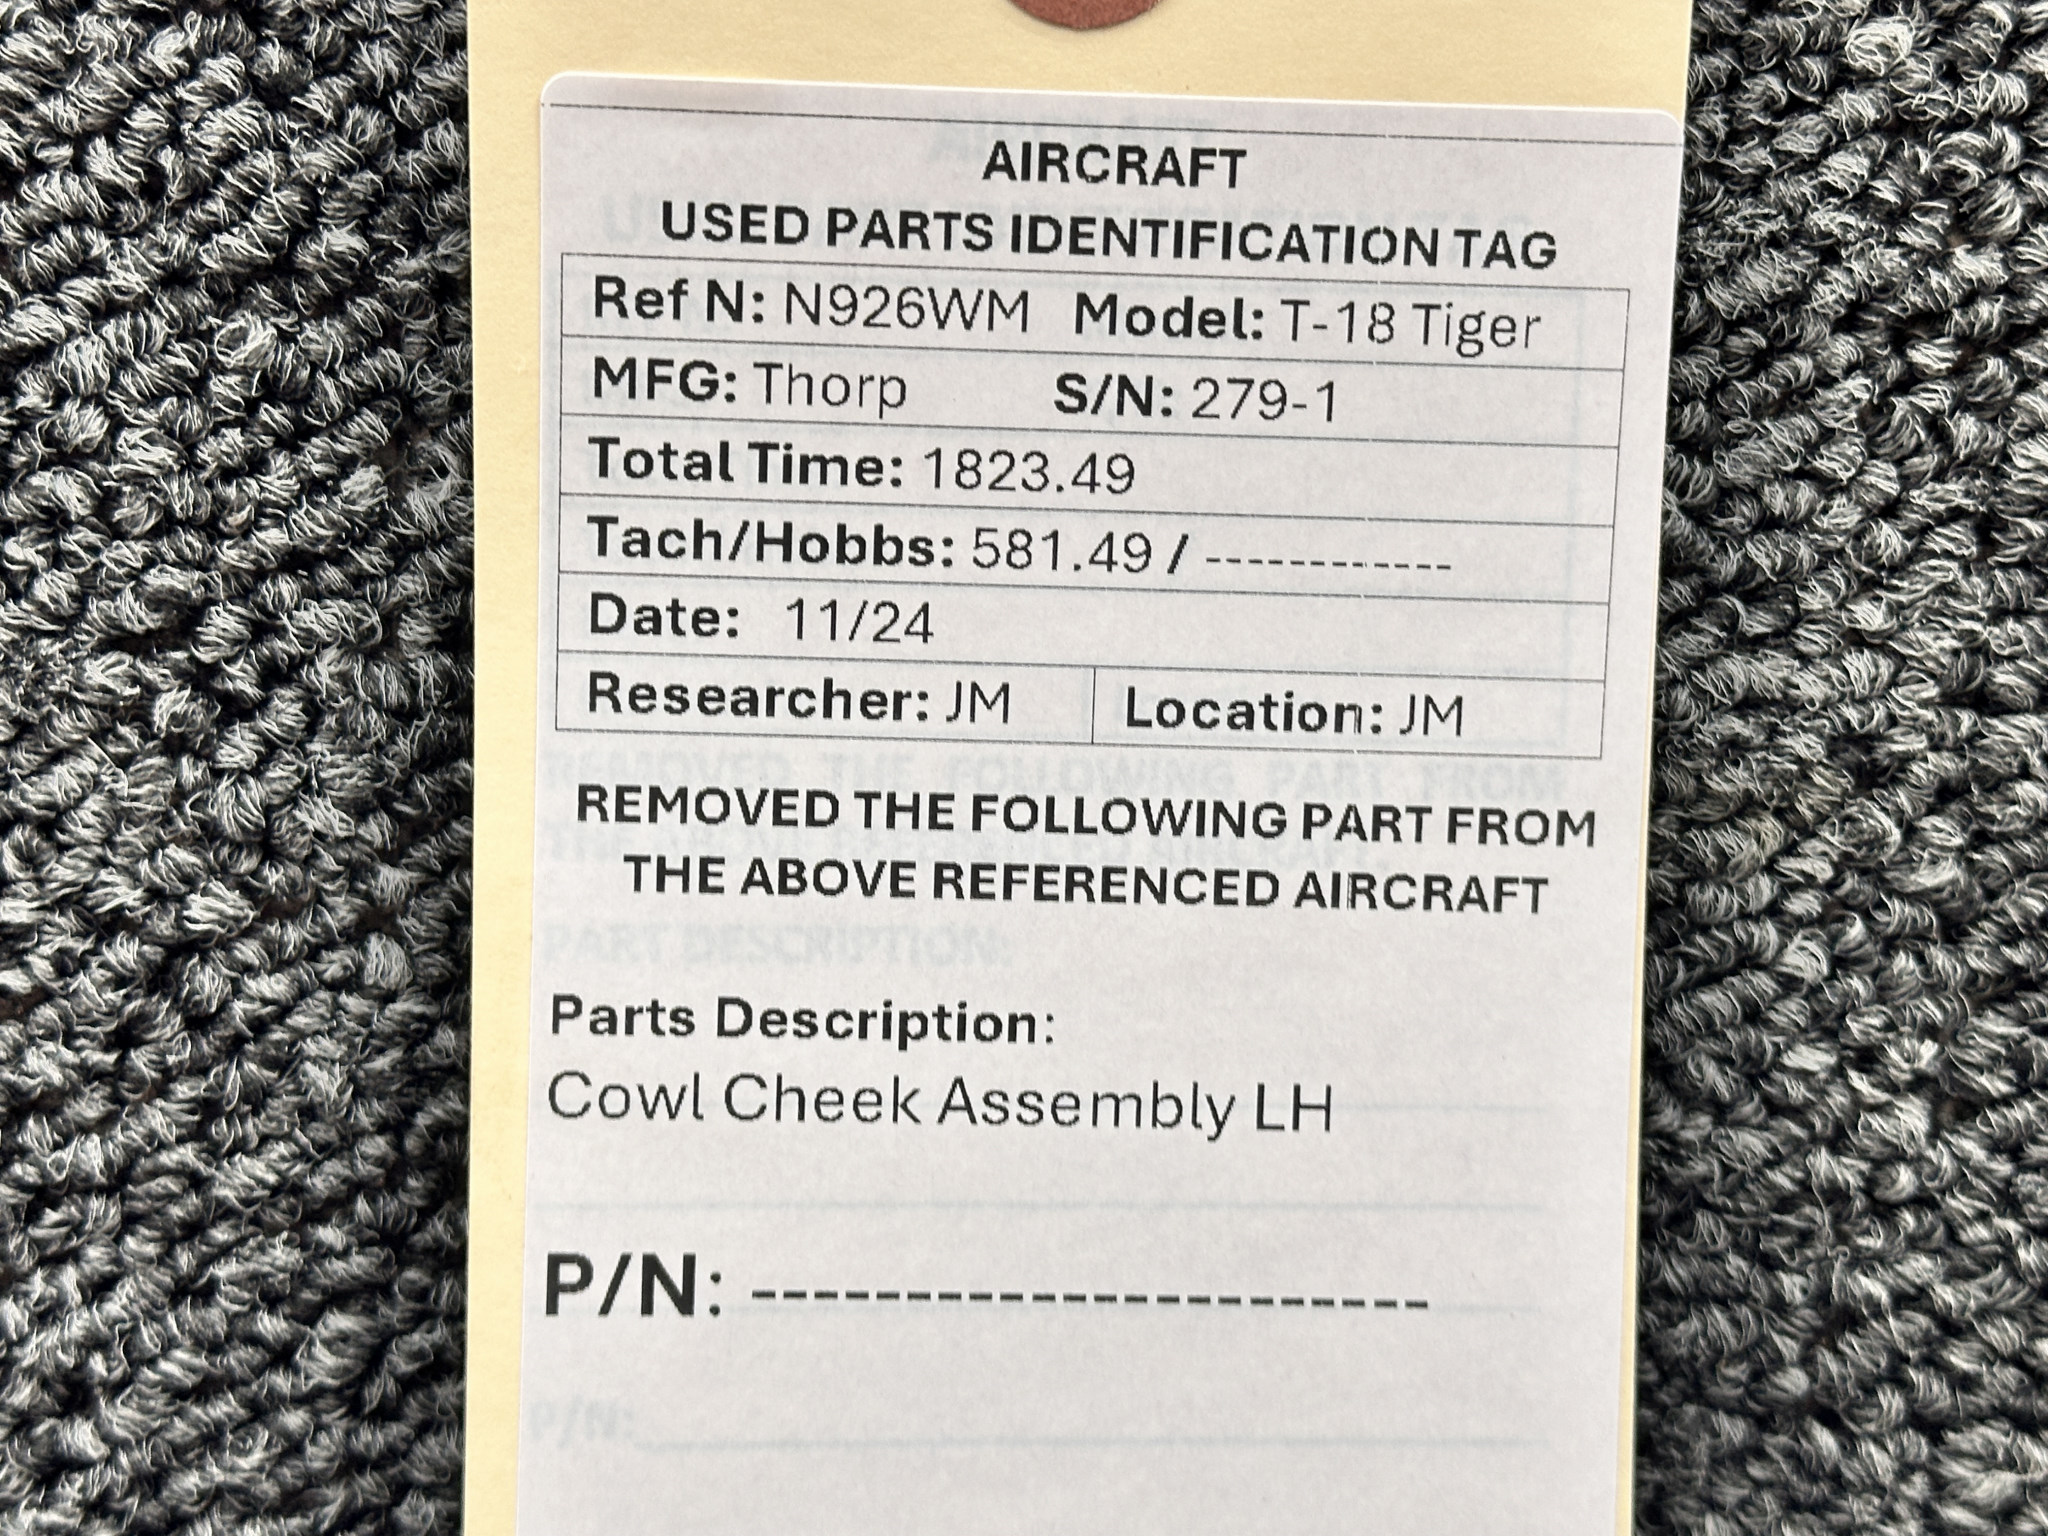 AIRCRAFT
USED PARTS IDENTIFICATION TAG
Ref N: N926WM Model: T-18 Tiger
MFG: Thorp S/N: 279-1
Total Time: 1823.49
Tach/Hobbs: 581.49 / ------------
Date: 11/24
Researcher: JM Location: JM
REMOVED THE FOLLOWING PART FROM
THE ABOVE REFERENCED AIRCRAFT
PART DESCRIPTION:
Parts Description:
Cowl Cheek Assembly LH
P/N: -----------------------
P/N: